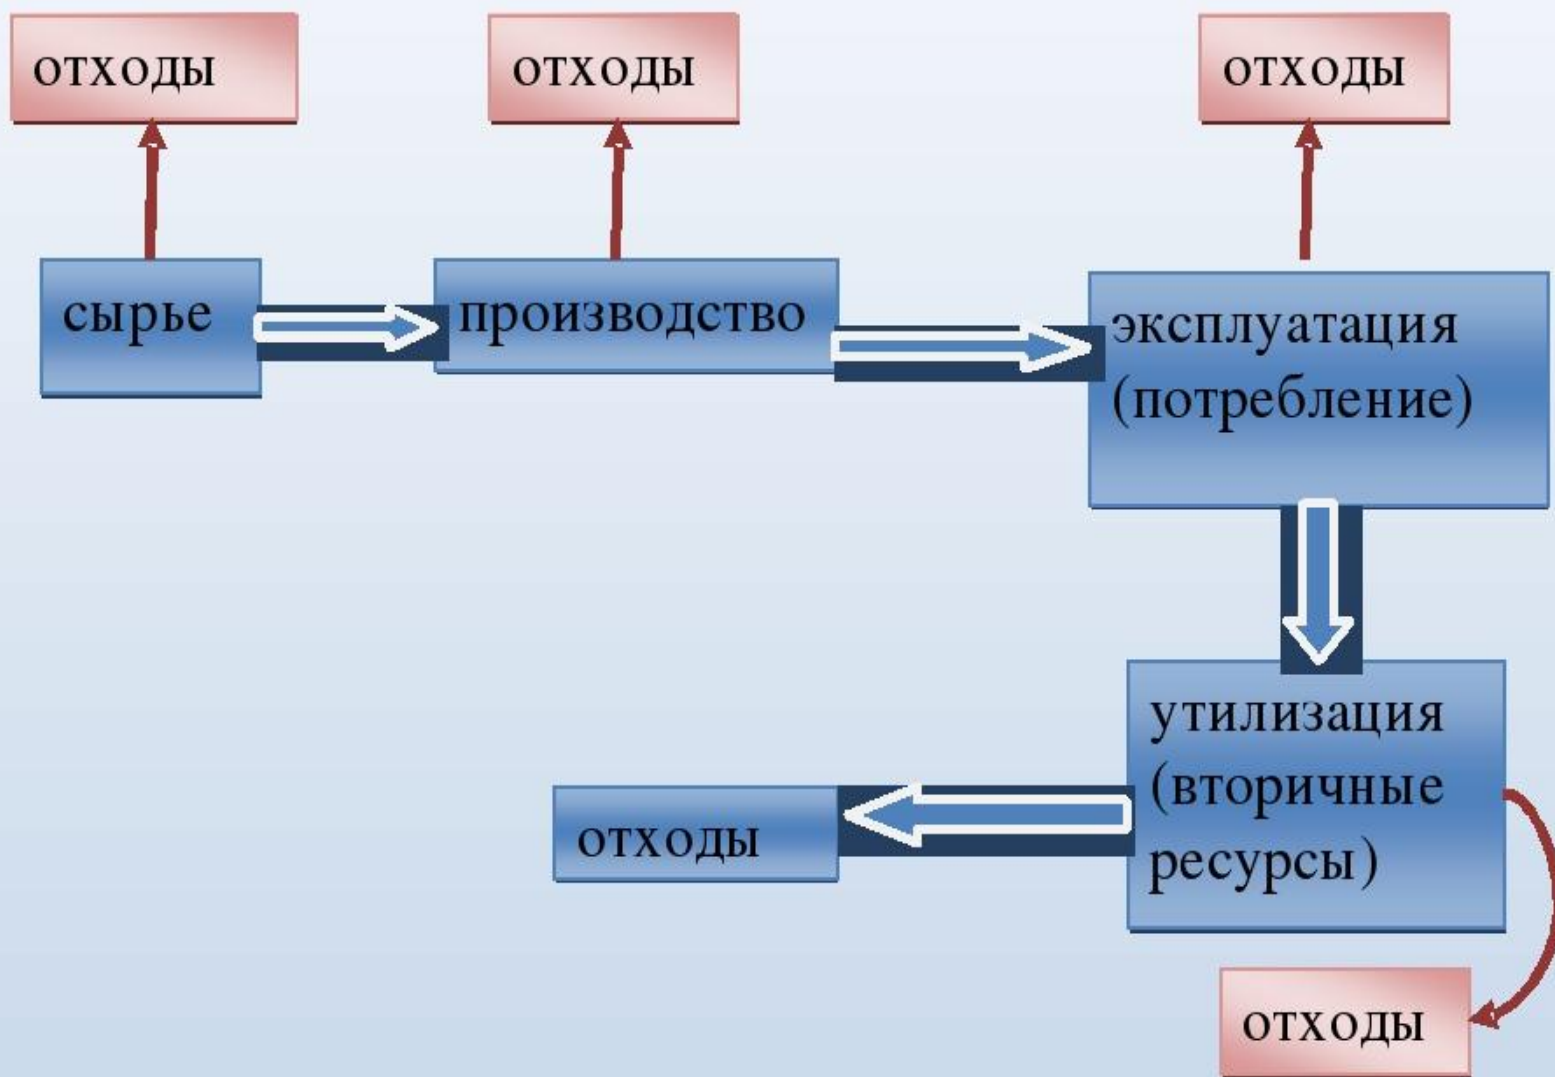 отходы
отходы
отходы
сырье
производство
эксплуатация
(потребление)
утилизация
(вторичные
ресурсы)
отходы
отходы